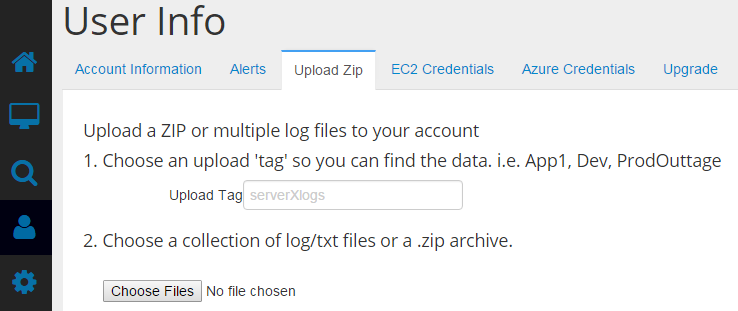 User Info
Account Information Alerts Upload Zip EC2 Credentials Azure Credentials Upgrade
Upload a ZIP or multiple log files to your account
1. Choose an upload 'tag' so you can find the data. i.e. App1, Dev, ProdOuttage
Upload Tag serverXlogs
2. Choose a collection of log/txt files or a .zip archive.
Choose Files No file chosen